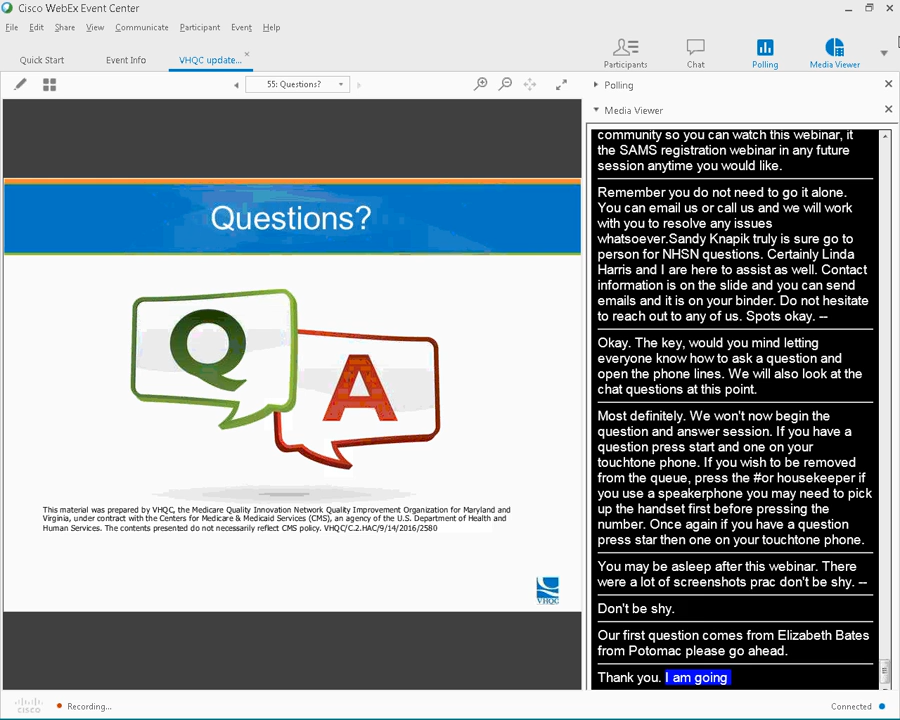 Cisco WebEx Event Center
File Edit Share View Communicate Participant Event Help
Quick Start Event Info VHQC update...
Participants Chat Polling Media Viewer
55: Questions?
Polling
Media Viewer
Questions?
Q
A
This material was prepared by VHQC, the Medicare Quality Innovation Network Quality Improvement Organization for Maryland and
Virginia, under contract with the Centers for Medicare & Medicaid Services (CMS), an agency of the U.S. Department of Health and
Human Services. The contents presented do not necessarily reflect CMS policy. VHQC/C.2.HAC/9/14/2016/2580
VHQC
community so you can watch this webinar, it
the SAMS registration webinar in any future
session anytime you would like.
Remember you do not need to go it alone.
You can email us or call us and we will work
with you to resolve any issues
whatsoever.Sandy Knapik truly is sure go to
person for NHSN questions. Certainly Linda
Harris and I are here to assist as well. Contact
information is on the slide and you can send
emails and it is on your binder. Do not hesitate
to reach out to any of us. Spots okay. --
Okay. The key, would you mind letting
everyone know how to ask a question and
open the phone lines. We will also look at the
chat questions at this point.
Most definitely. We won't now begin the
question and answer session. If you have a
question press start and one on your
touchtone phone. If you wish to be removed
from the queue, press the #or housekeeper if
you use a speakerphone you may need to pick
up the handset first before pressing the
number. Once again if you have a question
press star then one on your touchtone phone.
You may be asleep after this webinar. There
were a lot of screenshots prac don't be shy. --
Don't be shy.
Our first question comes from Elizabeth Bates
from Potomac please go ahead.
Thank you. I am going
cisco
Recording...
Connected